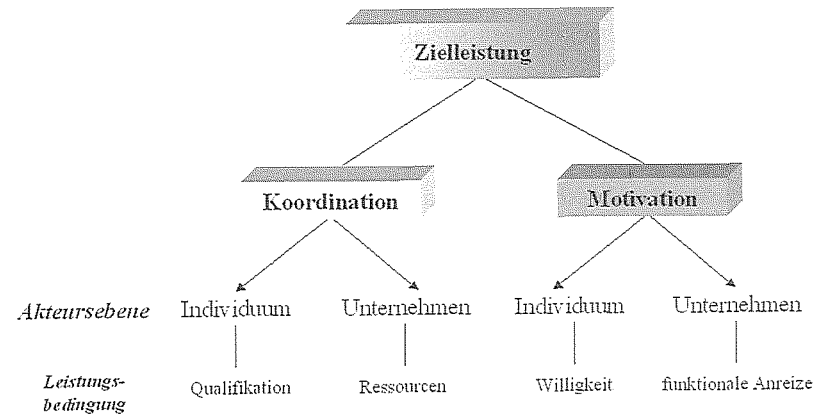 Zielleistung
Koordination
Motivation
Akteursebene
Individuum
Unternehmen
Individuum
Unternehmen
Leistungs-
bedingung
Qualifikation
Ressourcen
Willigkeit
funktionale Anreize